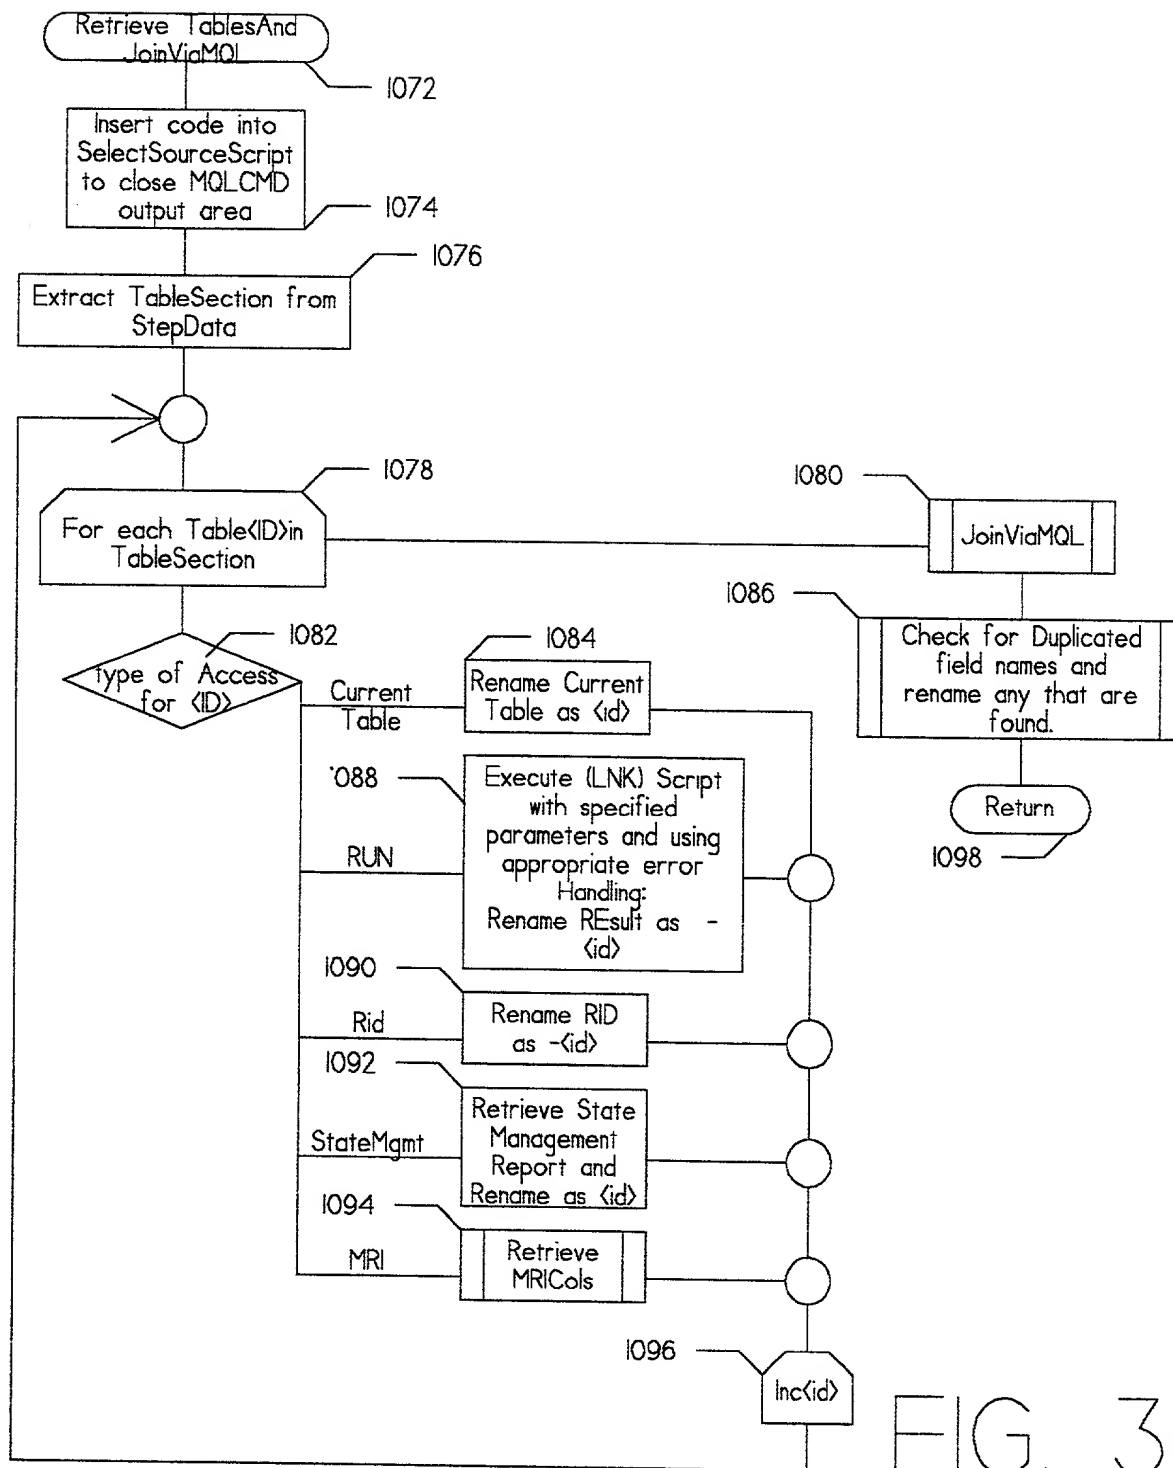 Retrieve TablesAnd
JoinViaMQL
1072
Insert code into
SelectSourceScript
to close MQLCMD
output area
1074
1076
Extract TableSection from
StepData
1078
For each Table<ID>in
TableSection
1080
JoinViaMQL
1086
Check for Duplicated
field names and
rename any that are
found.
Return
1098
1082
type of Access
for <ID>
Current
Table
1084
Rename Current
Table as <id>
'088
RUN
Execute (LNK) Script
with specified
parameters and using
appropriate error
Handling:
Rename REsult as -
<id>
1090
Rid
Rename RID
as -<id>
1092
StateMgmt
Retrieve State
Management
Report and
Rename as <id>
1094
MRI
Retrieve
MRICols
1096
Inc<id>
FIG. 3